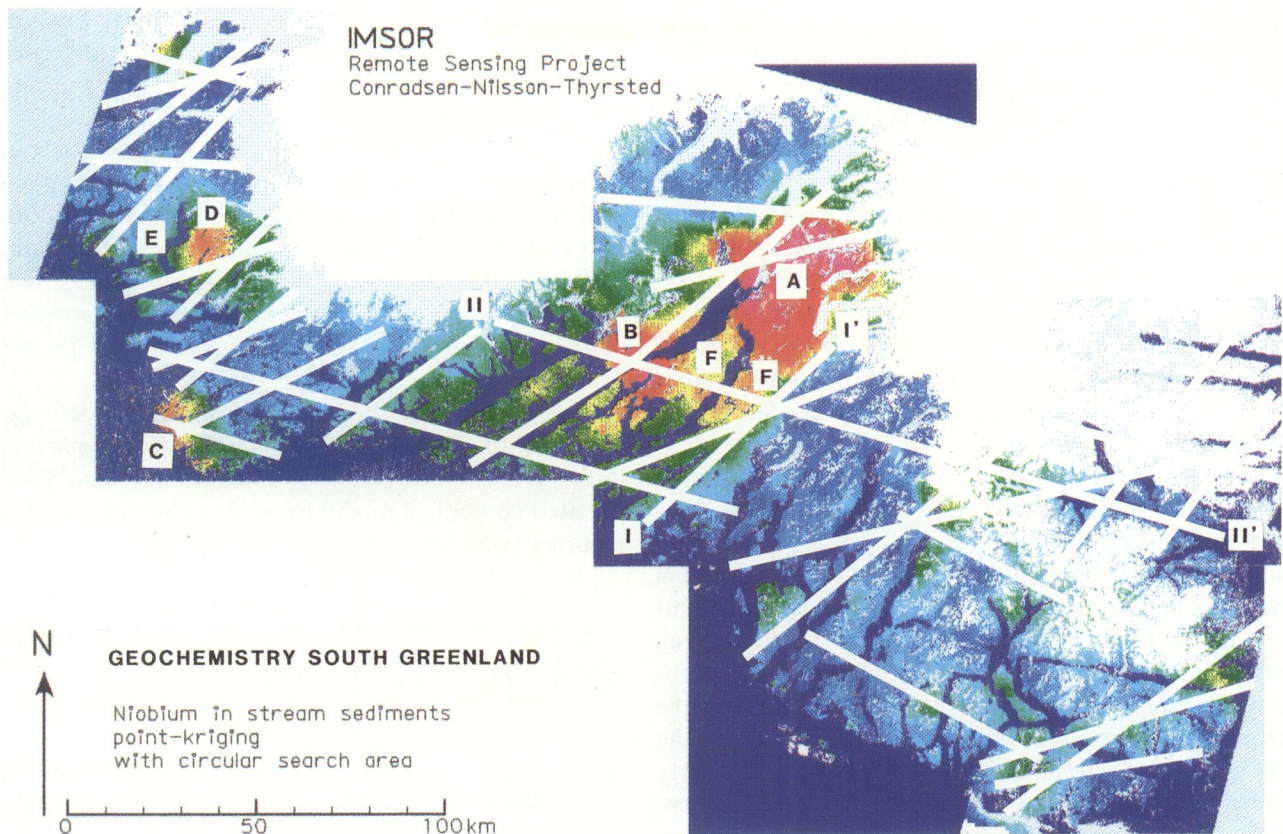 IMSOR
Remote Sensing Project
Conradsen-Nilsson-Thyrsted
D
E
A
II
B
I'
F
F
C
I
II'
N
GEOCHEMISTRY SOUTH GREENLAND
Niobium in stream sediments
point-kriging
with circular search area
0 50 100km